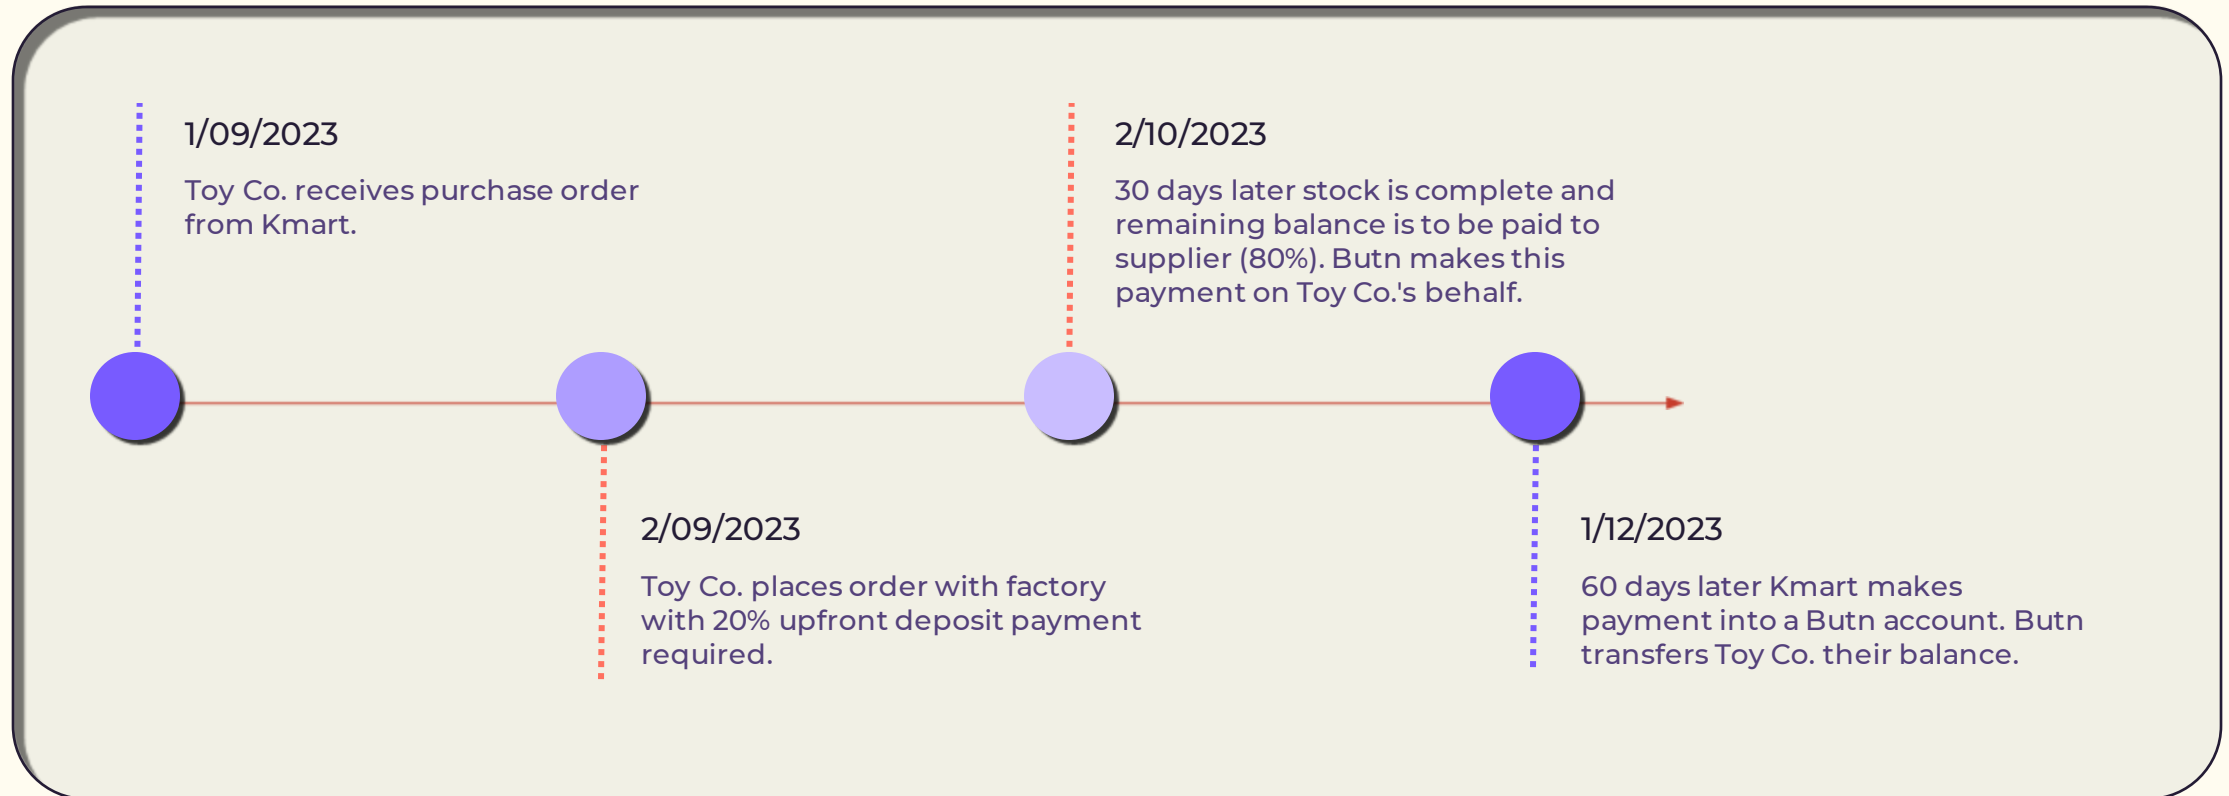 1/09/2023
Toy Co. receives purchase order
from Kmart.
2/09/2023
Toy Co. places order with factory
with 20% upfront deposit payment
required.
2/10/2023
30 days later stock is complete and
remaining balance is to be paid to
supplier (80%). Butn makes this
payment on Toy Co.'s behalf.
1/12/2023
60 days later Kmart makes
payment into a Butn account. Butn
transfers Toy Co. their balance.